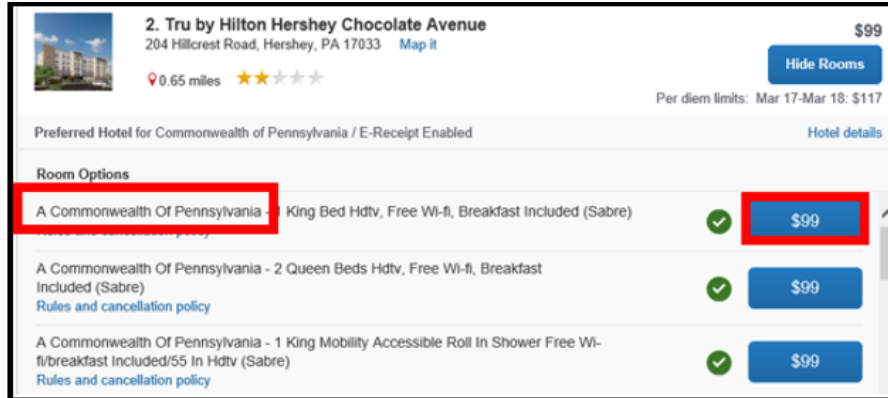 2. Tru by Hilton Hershey Chocolate Avenue
$99
204 Hillcrest Road, Hershey, PA 17033 Map it
Hide Rooms
0.65 miles
Per diem limits: Mar 17-Mar 18: $117
Preferred Hotel for Commonwealth of Pennsylvania / E-Receipt Enabled
Hotel details
Room Options
A Commonwealth Of Pennsylvania - 1 King Bed Hdtv, Free Wi-fi, Breakfast Included (Sabre)
$99
Rules and cancellation policy
A Commonwealth Of Pennsylvania - 2 Queen Beds Hdtv, Free Wi-fi, Breakfast
Included (Sabre)
$99
Rules and cancellation policy
A Commonwealth Of Pennsylvania - 1 King Mobility Accessible Roll In Shower Free Wi-
fi/breakfast Included/55 In Hdtv (Sabre)
$99
Rules and cancellation policy